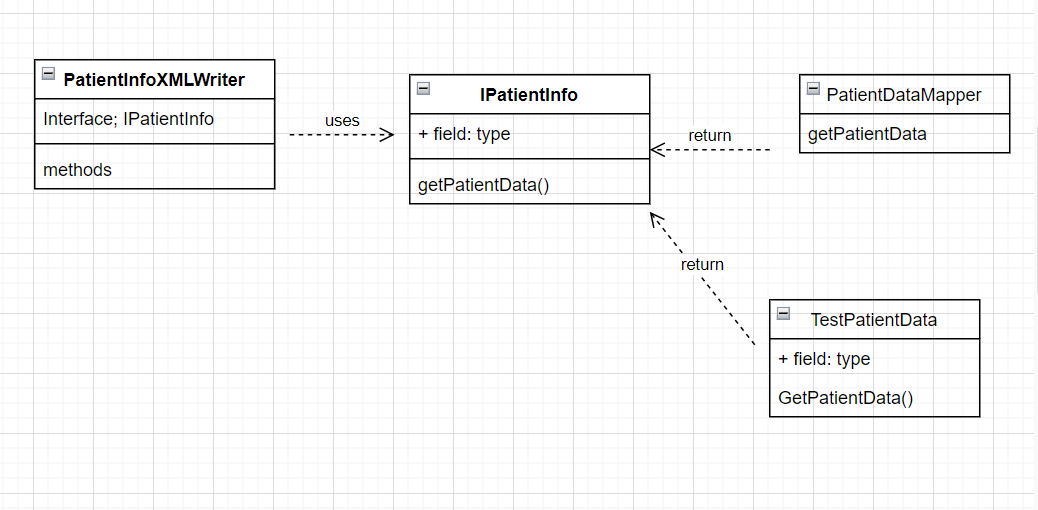 PatientInfoXMLWriter
Interface; IPatientInfo
methods
uses
IPatientInfo
+ field: type
getPatientData()
return
PatientDataMapper
getPatientData
return
TestPatientData
+ field: type
GetPatientData()